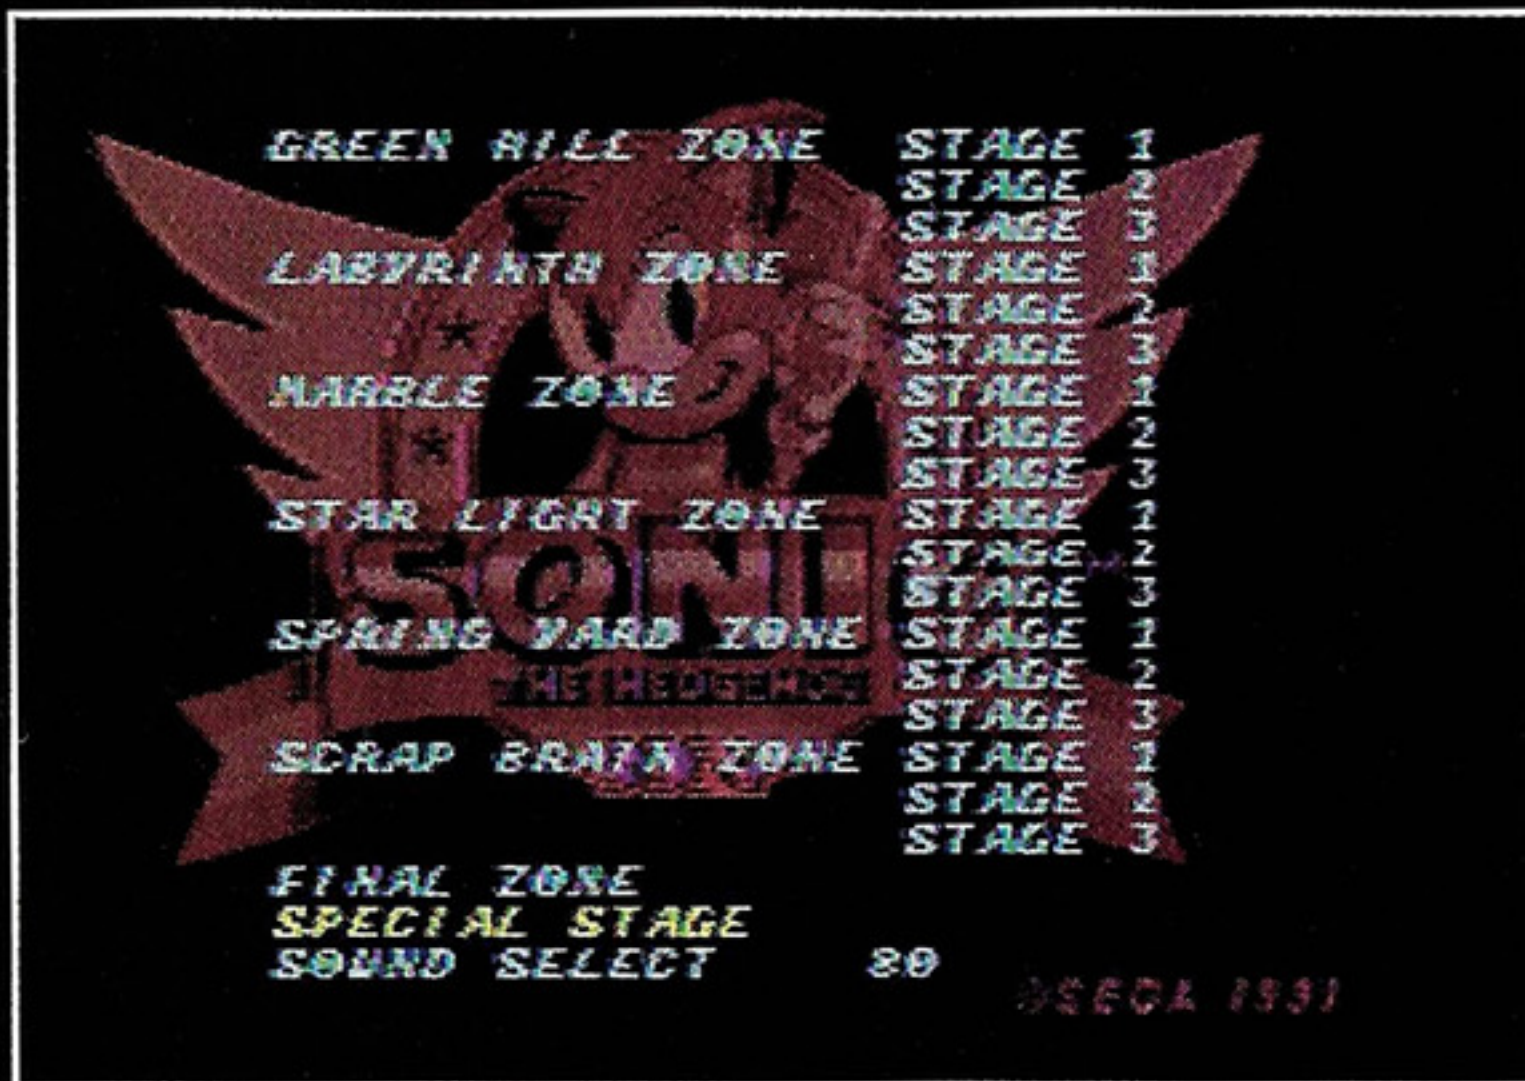 GREEN HILL ZONE STAGE 1
STAGE 2
STAGE 3
LABYRINTH ZONE STAGE 1
STAGE 2
STAGE 3
MARBLE ZONE STAGE 1
STAGE 2
STAGE 3
STAR LIGHT ZONE STAGE 1
STAGE 2
STAGE 3
SONI
SPRING YARD ZONE STAGE 1
STAGE 2
THE HEDGEHOG
STAGE 3
SCRAP BRAIN ZONE STAGE 1
STAGE 2
STAGE 3
FINAL ZONE
SPECIAL STAGE
SOUND SELECT 80
©SEGA 1991